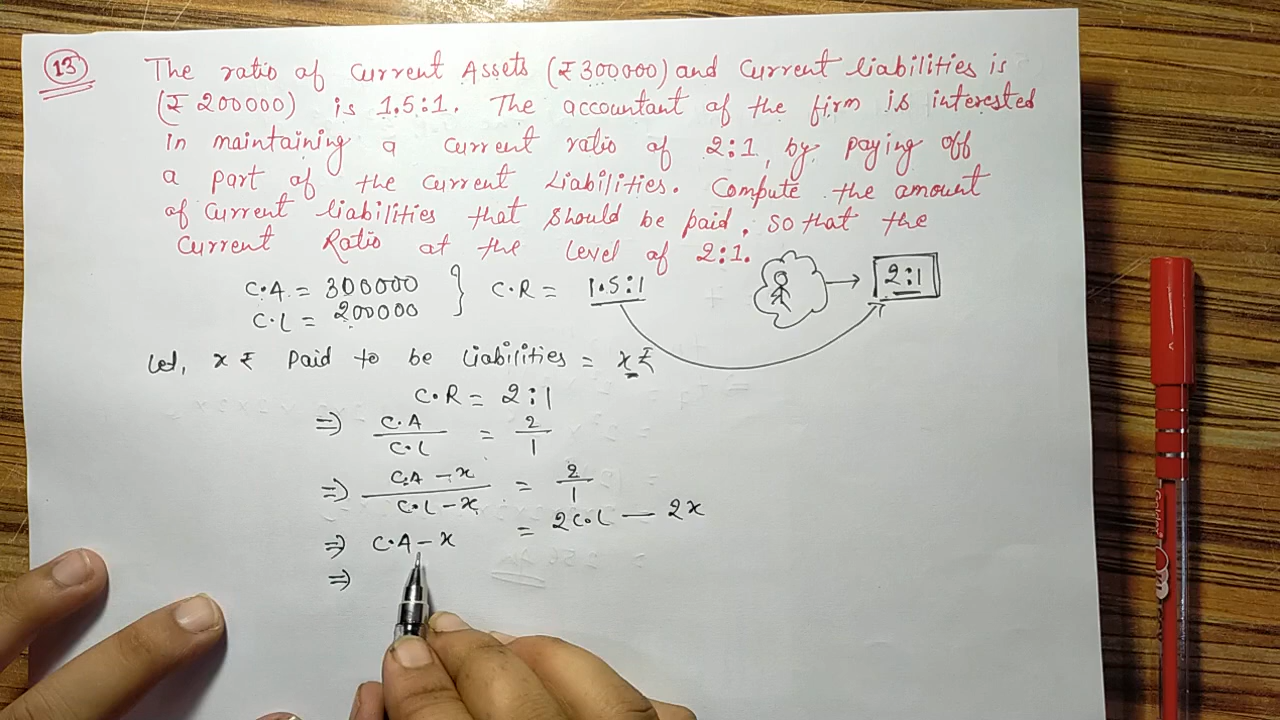 13
The ratio of Current Assets (₹300000) and Current liabilities is
(₹ 200000) is 1.5:1. The accountant of the firm is interested
in maintaining a current ratio of 2:1, by paying off
a part of the current Liabilities. Compute the amount
of Current liabilities that should be paid, so that the
Current Ratio at the level of 2:1.
C.A = 300000 } C.R = 1.5:1 → 2:1
C.L = 200000
Let, x ₹ Paid to be Liabilities = x ₹
C.R = 2:1
⇒ C.A / C.L = 2 / 1
⇒ C.A - x / C.L - x = 2 / 1
⇒ C.A - x = 2C.L - 2x
⇒